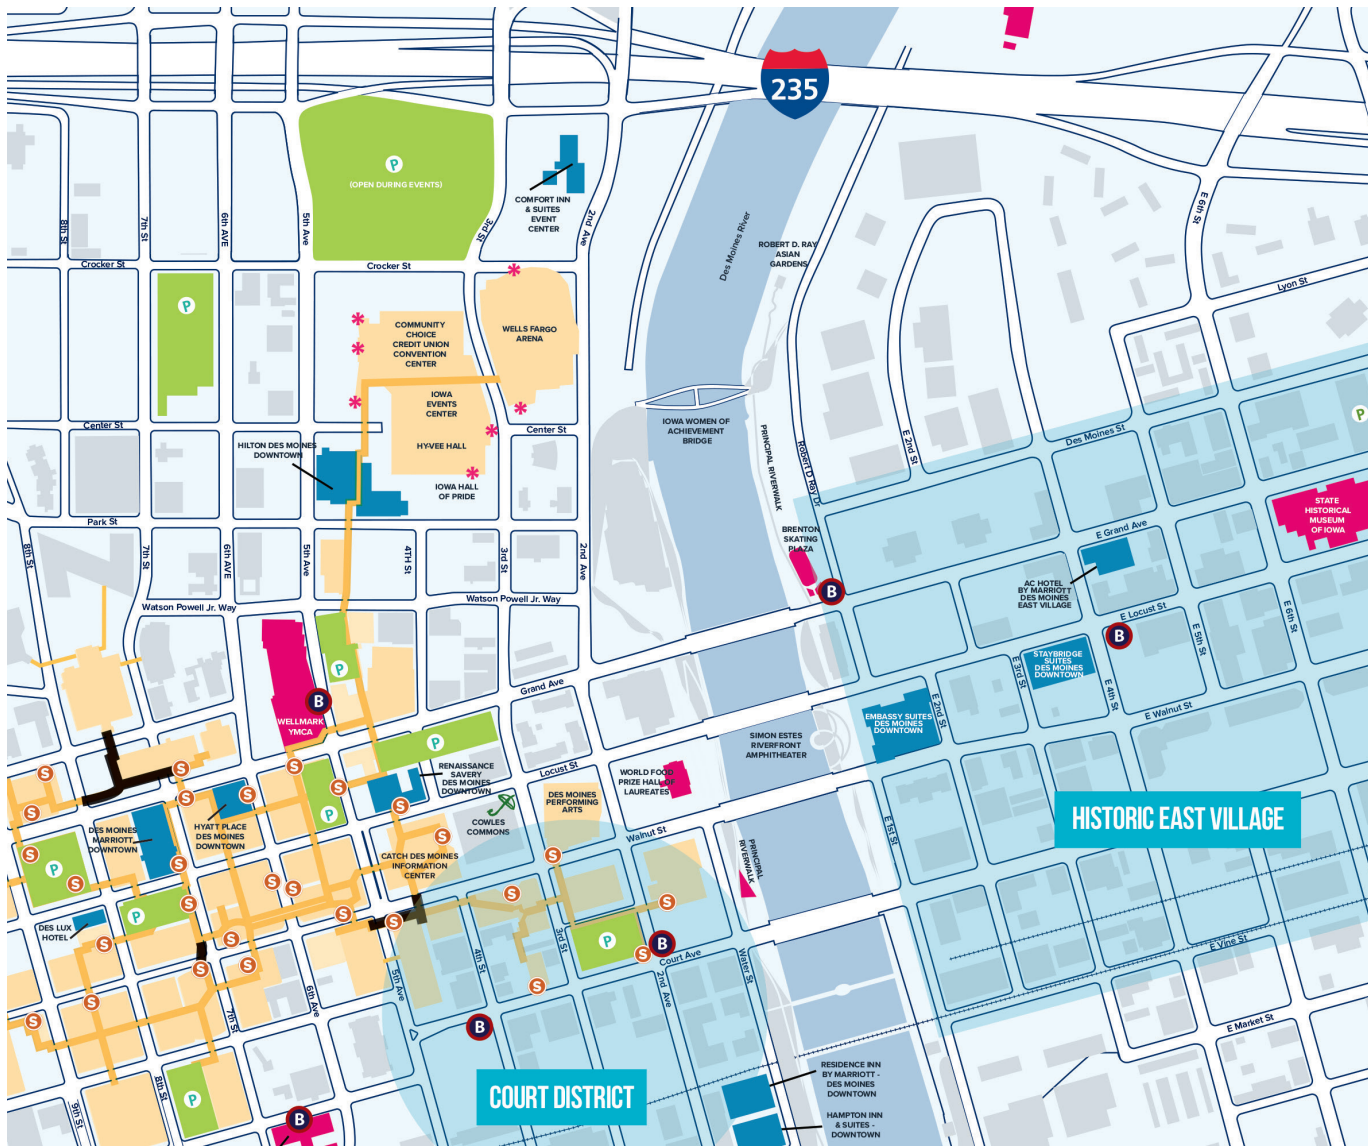 235
P
(OPEN DURING EVENTS)
COMFORT INN
& SUITES
EVENT
CENTER
8th St
7th St
6th AVE
5th Ave
3rd St
2nd Ave
Des Moines River
ROBERT D. RAY
ASIAN
GARDENS
E 6th St
Lyon St
Crocker St
Crocker St
P
COMMUNITY
CHOICE
CREDIT UNION
CONVENTION
CENTER
WELLS FARGO
ARENA
IOWA
EVENTS
CENTER
HY-VEE HALL
IOWA HALL
OF PRIDE
Center St
Center St
HILTON DES MOINES
DOWNTOWN
IOWA WOMEN OF
ACHIEVEMENT
BRIDGE
PRINCIPAL RIVERWALK
Robert D Ray Dr
E 2nd St
Des Moines St
P
STATE
HISTORICAL
MUSEUM
OF IOWA
Park St
8th St
7th St
6th AVE
5th Ave
4TH St
3rd St
2nd Ave
BRENTON
SKATING
PLAZA
B
E Grand Ave
AC HOTEL
BY MARRIOTT
DES MOINES
EAST VILLAGE
E Locust St
B
Watson Powell Jr. Way
Watson Powell Jr. Way
P
B
WELLMARK
YMCA
Grand Ave
STAYBRIDGE
SUITES
DES MOINES
DOWNTOWN
E 3rd St
E 4th St
E 5th St
E 6th St
E Walnut St
EMBASSY SUITES
DES MOINES
DOWNTOWN
E 2nd St
SIMON ESTES
RIVERFRONT
AMPHITHEATER
P
RENAISSANCE
SAVERY
DES MOINES
DOWNTOWN
Locust St
WORLD FOOD
PRIZE HALL OF
LAUREATES
DES MOINES
PERFORMING
ARTS
COWLES
COMMONS
S
S
S
S
S
S
S
S
P
HYATT PLACE
DES MOINES
DOWNTOWN
DES MOINES
MARRIOTT
DOWNTOWN
CATCH DES MOINES
INFORMATION
CENTER
Walnut St
PRINCIPAL
RIVERWALK
E 1st St
HISTORIC EAST VILLAGE
S
P
S
S
S
S
S
S
P
DES LUX
HOTEL
S
S
S
S
S
S
S
P
B
S
Court Ave
4th St
3rd St
2nd Ave
Water St
E Vine St
E Market St
S
S
S
S
S
5th Ave
6th Ave
7th St
8th St
9th St
B
P
B
COURT DISTRICT
RESIDENCE INN
BY MARRIOTT -
DES MOINES
DOWNTOWN
HAMPTON INN
& SUITES -
DOWNTOWN